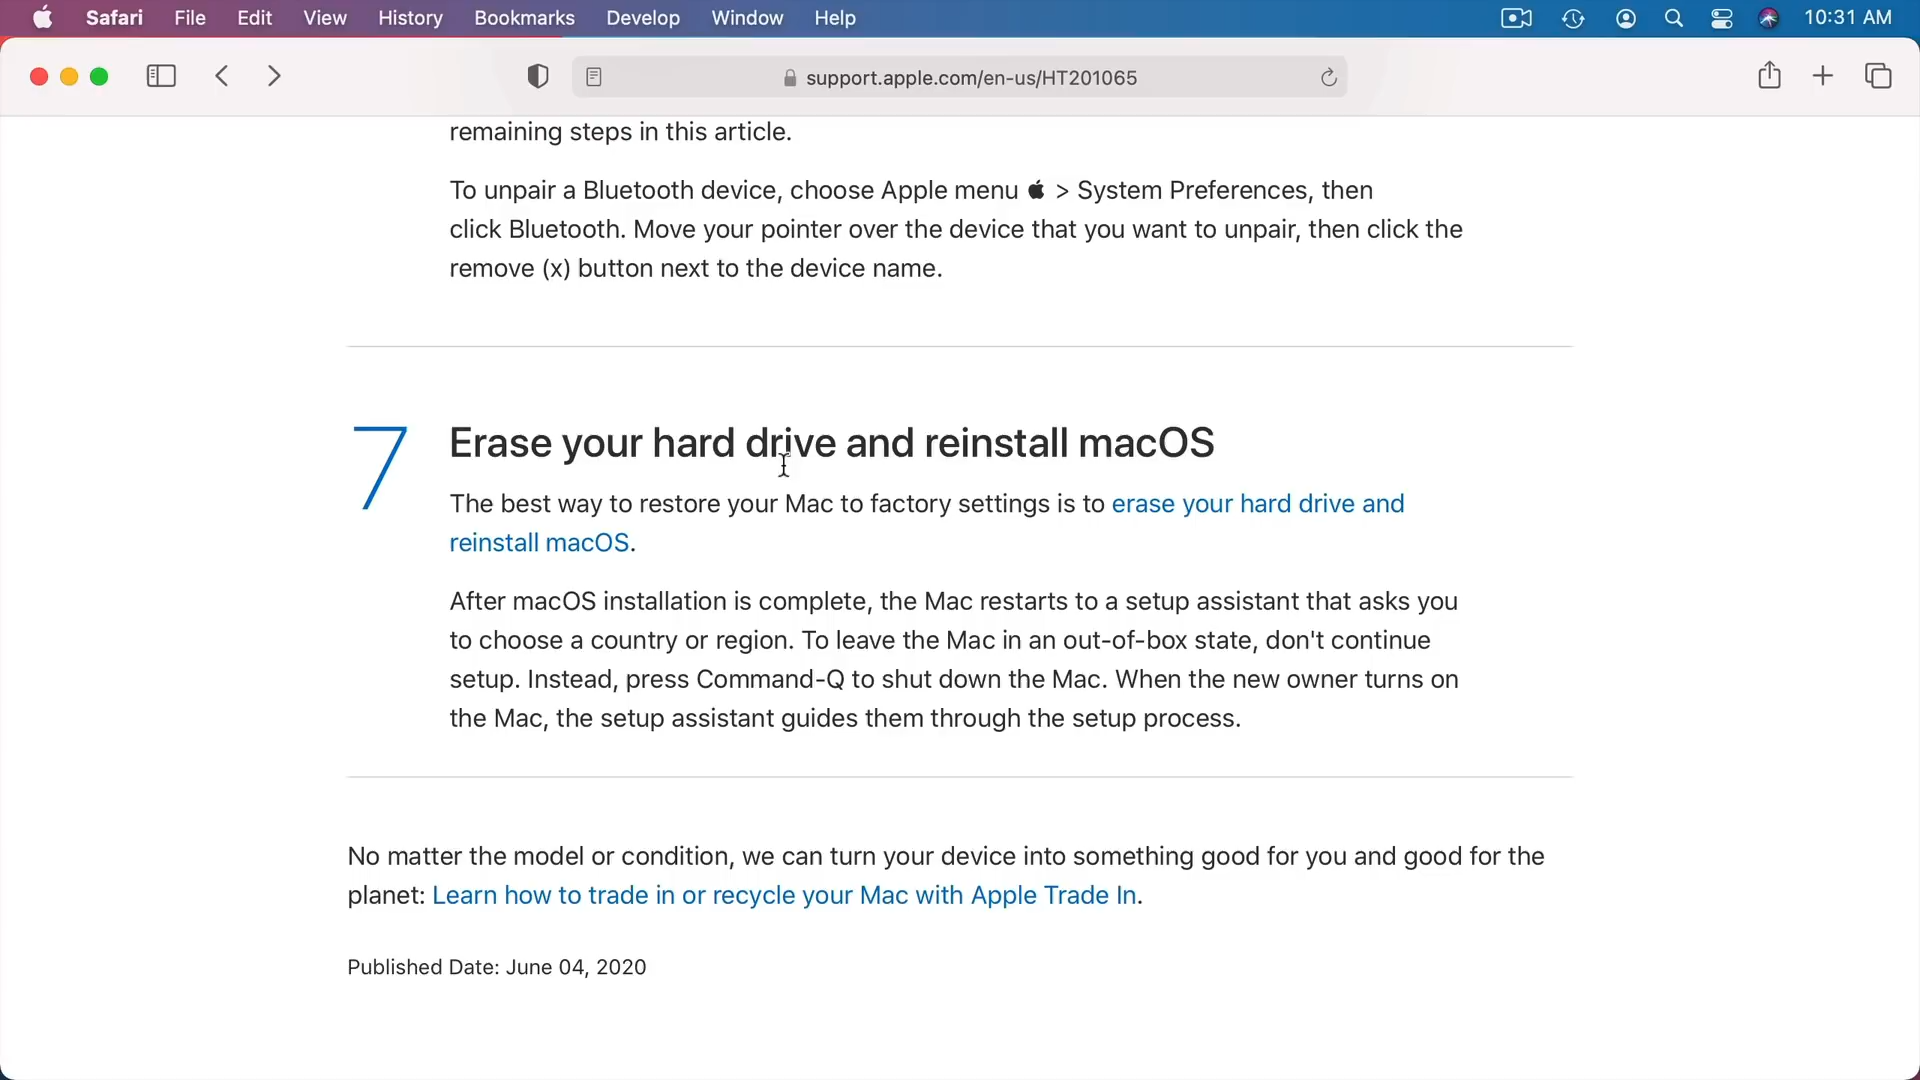 Safari File Edit View History Bookmarks Develop Window Help 10:31 AM
support.apple.com/en-us/HT201065
remaining steps in this article.
To unpair a Bluetooth device, choose Apple menu  > System Preferences, then
click Bluetooth. Move your pointer over the device that you want to unpair, then click the
remove (x) button next to the device name.
7
Erase your hard drive and reinstall macOS
The best way to restore your Mac to factory settings is to erase your hard drive and
reinstall macOS.
After macOS installation is complete, the Mac restarts to a setup assistant that asks you
to choose a country or region. To leave the Mac in an out-of-box state, don't continue
setup. Instead, press Command-Q to shut down the Mac. When the new owner turns on
the Mac, the setup assistant guides them through the setup process.
No matter the model or condition, we can turn your device into something good for you and good for the
planet: Learn how to trade in or recycle your Mac with Apple Trade In.
Published Date: June 04, 2020